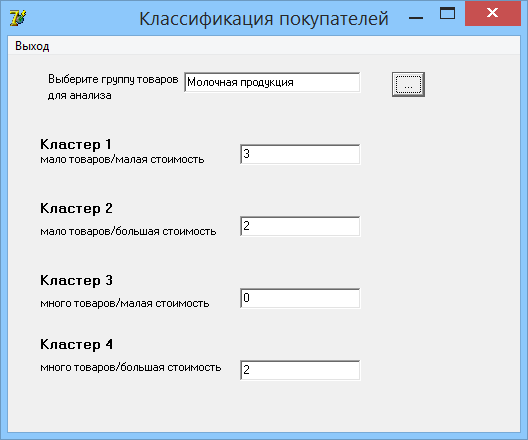 Классификация покупателей
Выход
Выберите группу товаров
для анализа
Молочная продукция
...
Кластер 1
мало товаров/малая стоимость
3
Кластер 2
мало товаров/большая стоимость
2
Кластер 3
много товаров/малая стоимость
0
Кластер 4
много товаров/большая стоимость
2